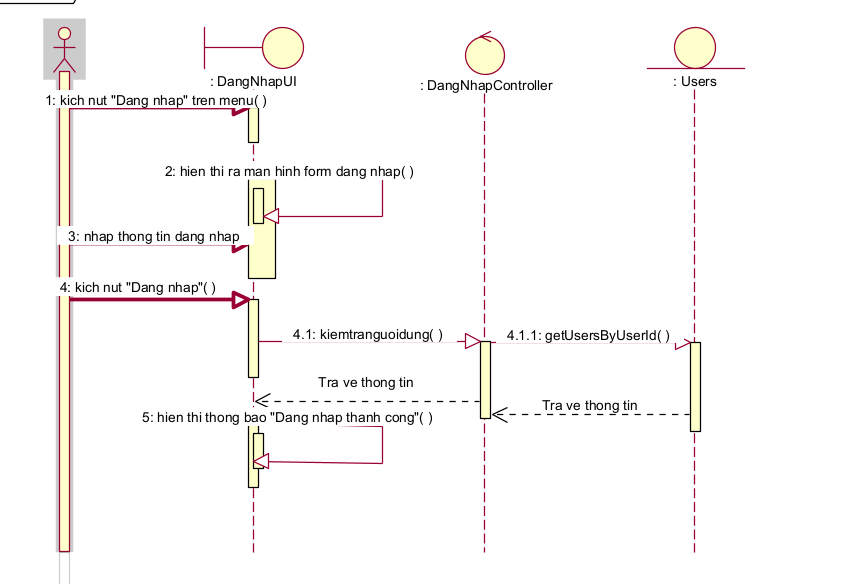 : DangNhapUI
: DangNhapController
: Users
1: kich nut "Dang nhap" tren menu( )
2: hien thi ra man hinh form dang nhap( )
3: nhap thong tin dang nhap
4: kich nut "Dang nhap"( )
4.1: kiemtranguoidung( )
4.1.1: getUsersByUserId( )
Tra ve thong tin
Tra ve thong tin
5: hien thi thong bao "Dang nhap thanh cong"( )